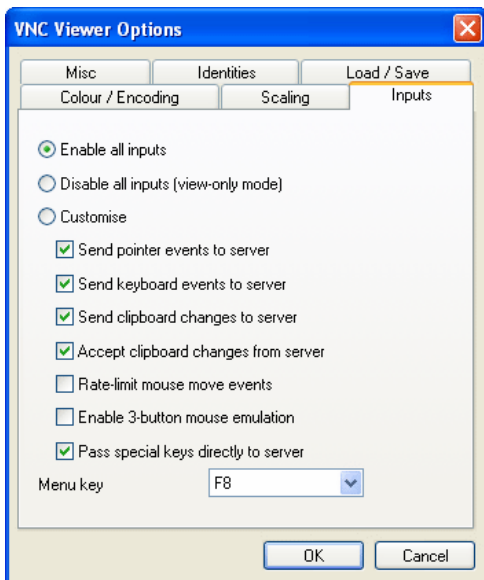 VNC Viewer Options
Misc Identities Load / Save
Colour / Encoding Scaling Inputs
Enable all inputs
Disable all inputs (view-only mode)
Customise
Send pointer events to server
Send keyboard events to server
Send clipboard changes to server
Accept clipboard changes from server
Rate-limit mouse move events
Enable 3-button mouse emulation
Pass special keys directly to server
Menu key F8
OK Cancel